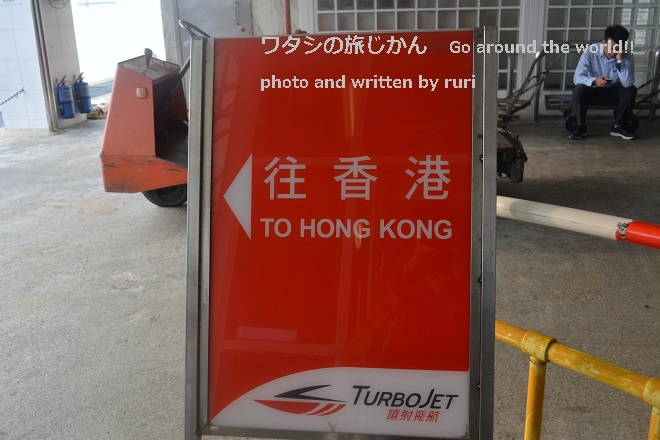 ワタシの旅じかん Go around the world!!
photo and written by ruri
往香港
TO HONG KONG
TURBOJET
噴射飛航